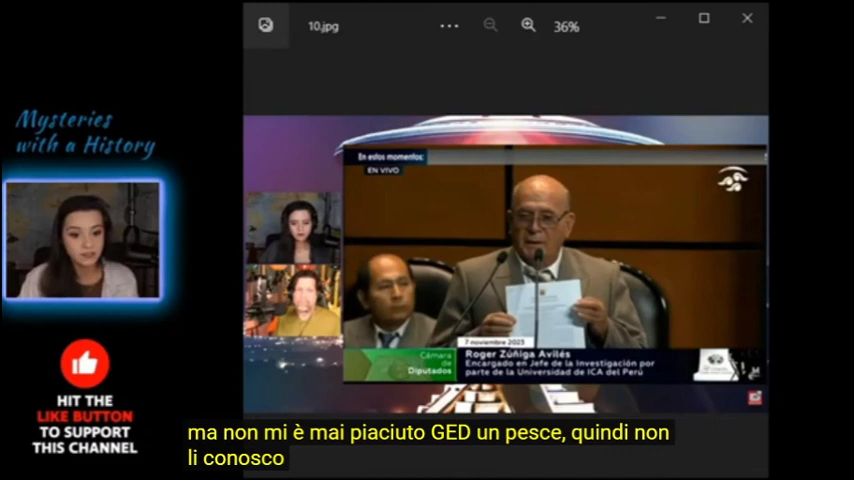 10.jpg
36%
Mysteries
with a History
En estos momentos:
EN VIVO
7 noviembre 2023
Cámara
de
Diputados
Roger Zúñiga Avilés
Encargado en Jefe de la Investigación por
parte de la Universidad de ICA del Perú
HIT THE
LIKE BUTTON
TO SUPPORT
THIS CHANNEL
ma non mi è mai piaciuto GED un pesce, quindi non
li conosco